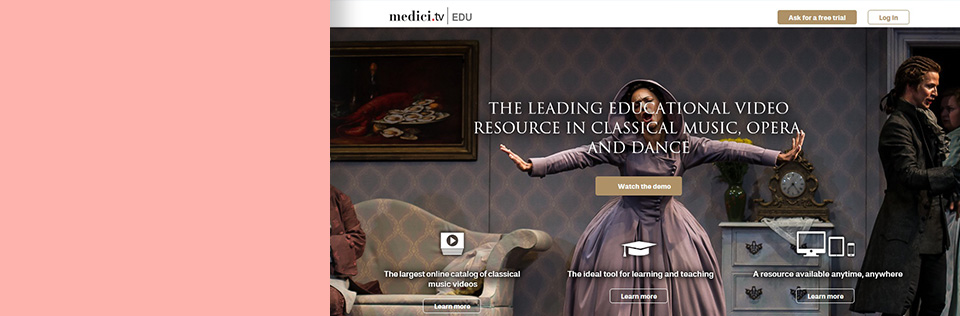 medici.tv EDU
Ask for a free trial
Log in
THE LEADING EDUCATIONAL VIDEO
RESOURCE IN CLASSICAL MUSIC, OPERA,
AND DANCE
Watch the demo
The largest online catalog of classical
music videos
Learn more
The ideal tool for learning and teaching
Learn more
A resource available anytime, anywhere
Learn more